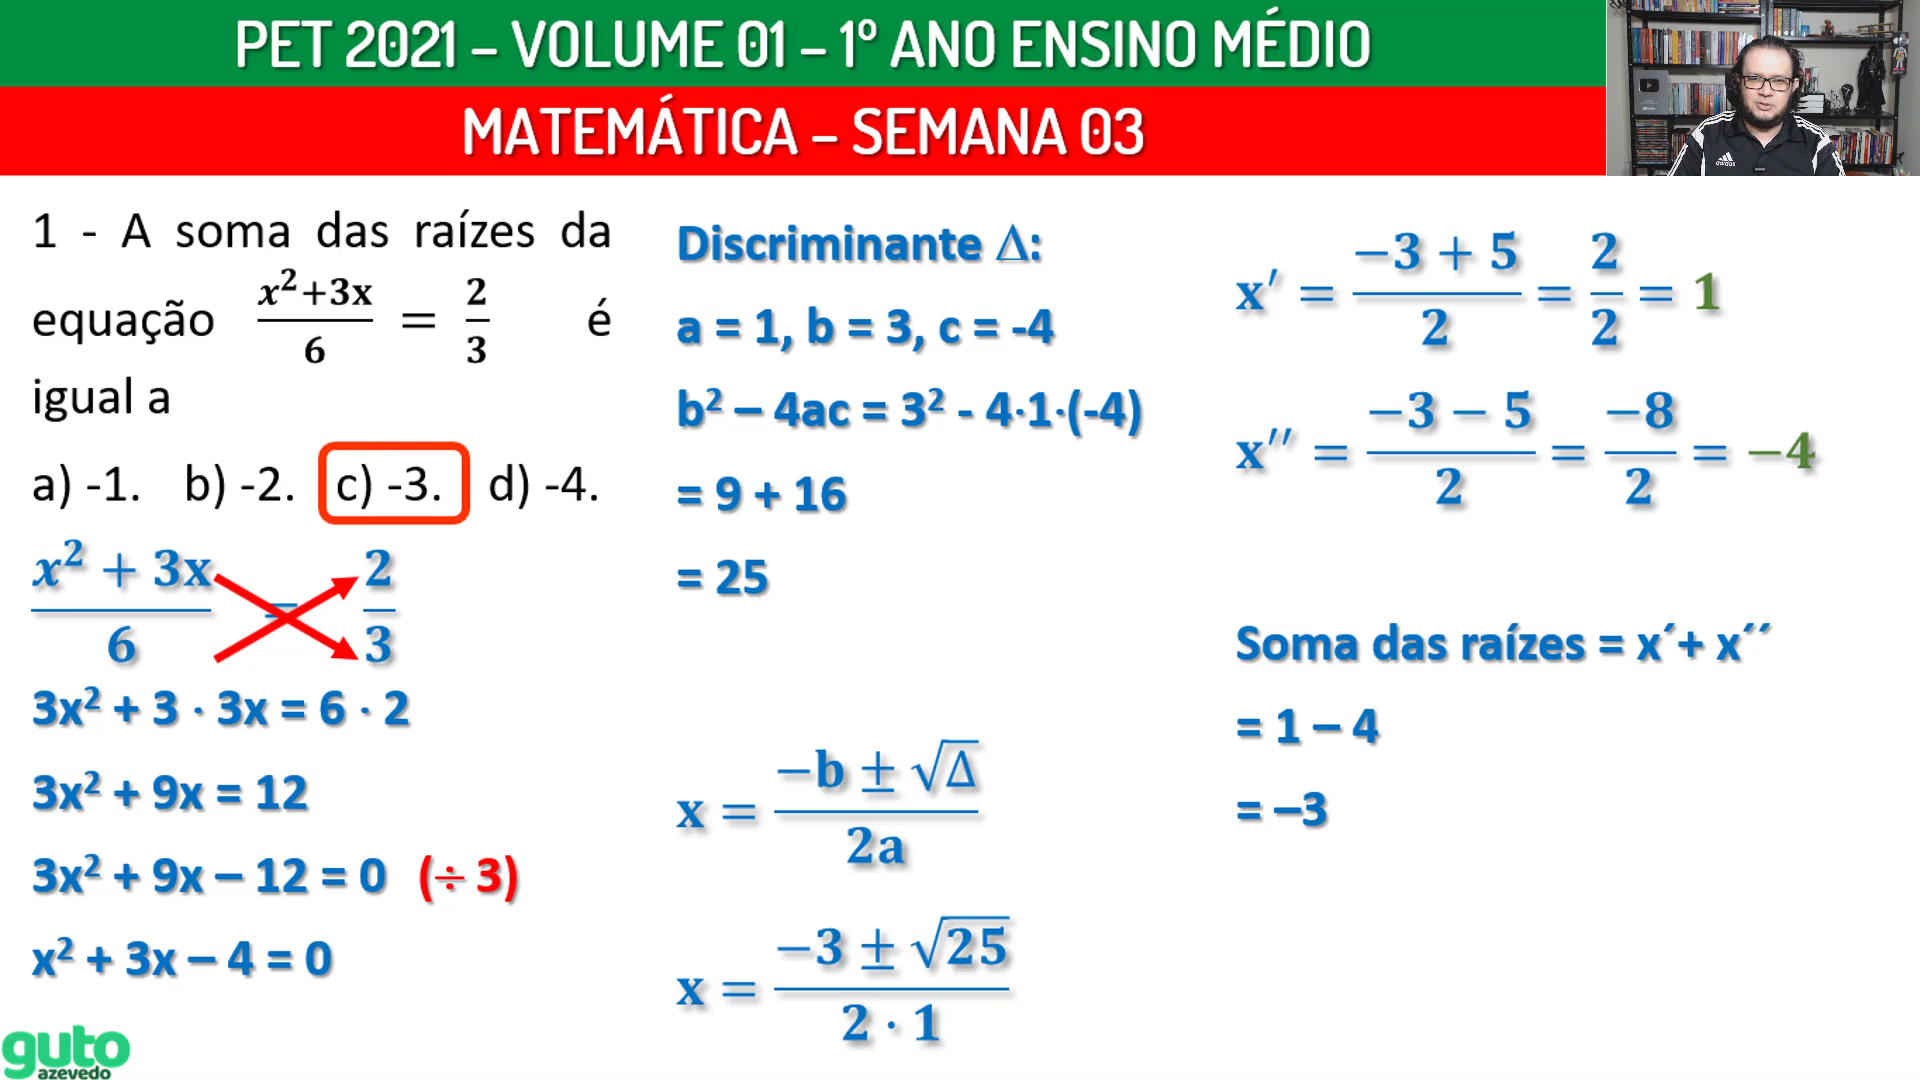 PET 2021 – VOLUME 01 – 1º ANO ENSINO MÉDIO
MATEMÁTICA – SEMANA 03
1 - A soma das raízes da
equação (x²+3x)/6 = 2/3 é
igual a
a) -1. b) -2. c) -3. d) -4.
(x² + 3x)/6 = 2/3
3x² + 3 · 3x = 6 · 2
3x² + 9x = 12
3x² + 9x – 12 = 0 (÷ 3)
x² + 3x – 4 = 0
Discriminante Δ:
a = 1, b = 3, c = -4
b² – 4ac = 3² - 4·1·(-4)
= 9 + 16
= 25
x = (−b ± √Δ)/2a
x = (−3 ± √25)/(2 · 1)
x′ = (−3 + 5)/2 = 2/2 = 1
x′′ = (−3 − 5)/2 = −8/2 = −4
Soma das raízes = x´+ x´´
= 1 – 4
= –3
guto
azevedo
adidas